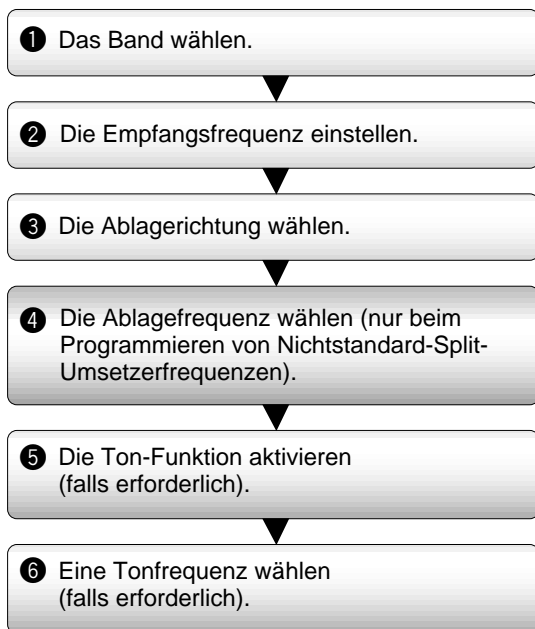 ❶ Das Band wählen.
❷ Die Empfangsfrequenz einstellen.
❸ Die Ablagerichtung wählen.
❹ Die Ablagefrequenz wählen (nur beim
Programmieren von Nichtstandard-Split-
Umsetzerfrequenzen).
❺ Die Ton-Funktion aktivieren
(falls erforderlich).
❻ Eine Tonfrequenz wählen
(falls erforderlich).